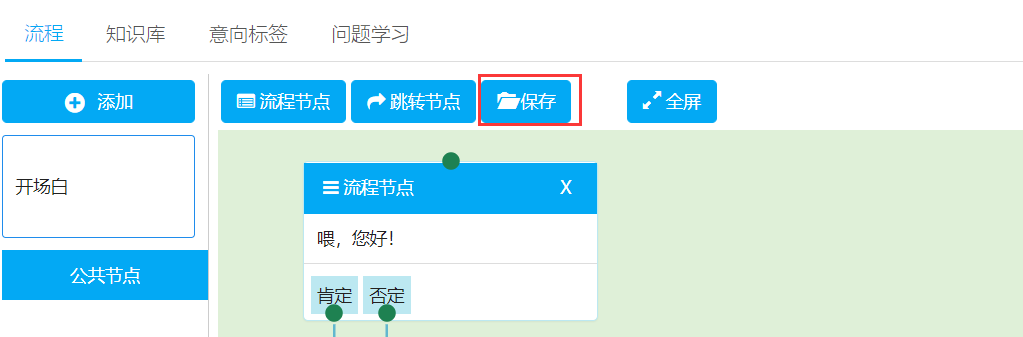 流程 知识库 意向标签 问题学习
添加 流程节点 跳转节点 保存 全屏
开场白
流程节点 X
喂，您好！
公共节点
肯定 否定